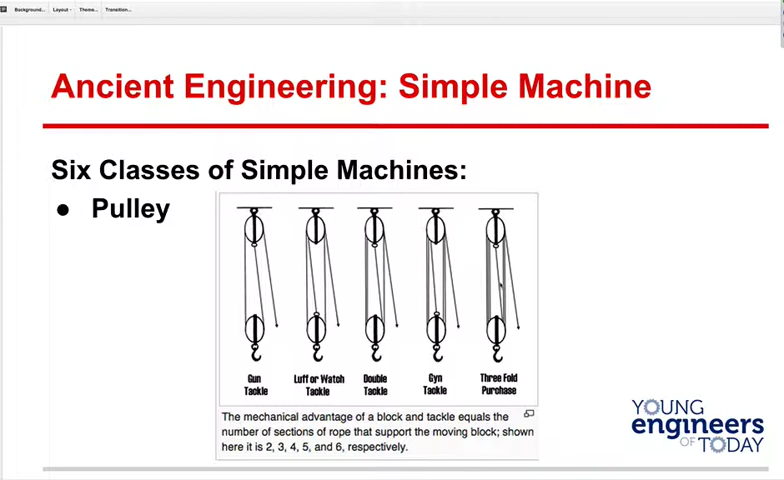 Background...
Layout
Theme...
Transition...
Ancient Engineering: Simple Machine
Six Classes of Simple Machines:
● Pulley
Gun
Tackle
Luff or Watch
Tackle
Double
Tackle
Gyn
Tackle
Three Fold
Purchase
The mechanical advantage of a block and tackle equals the
number of sections of rope that support the moving block; shown
here it is 2, 3, 4, 5, and 6, respectively.
YOUNG
engineers
OF TODAY